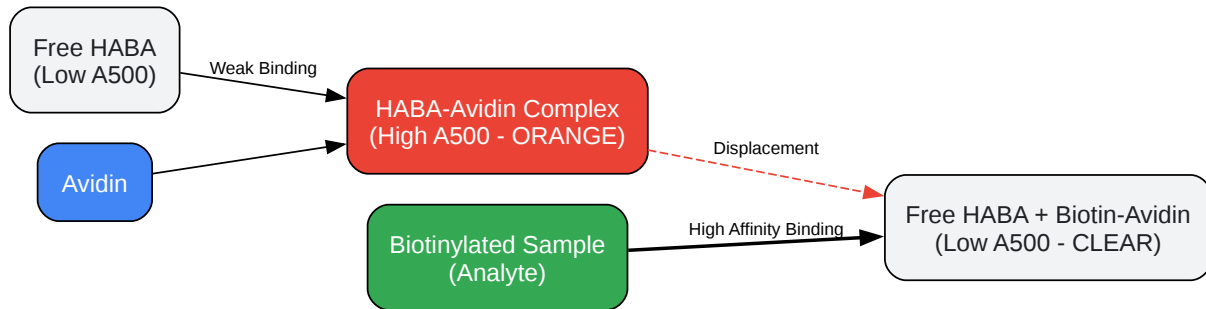 Free HABA
(Low A500)
Weak Binding
Avidin
HABA-Avidin Complex
(High A500 - ORANGE)
Displacement
Biotinylated Sample
(Analyte)
High Affinity Binding
Free HABA + Biotin-Avidin
(Low A500 - CLEAR)